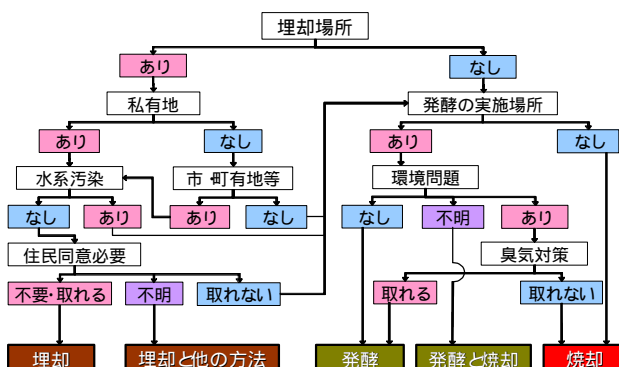 埋却場所
あり
なし
私有地
発酵の実施場所
あり
なし
あり
なし
水系汚染
市・町有地等
環境問題
なし
あり
あり
なし
なし
不明
あり
住民同意必要
臭気対策
不要・取れる
不明
取れない
取れる
取れない
埋却
埋却と他の方法
発酵
発酵と焼却
焼却